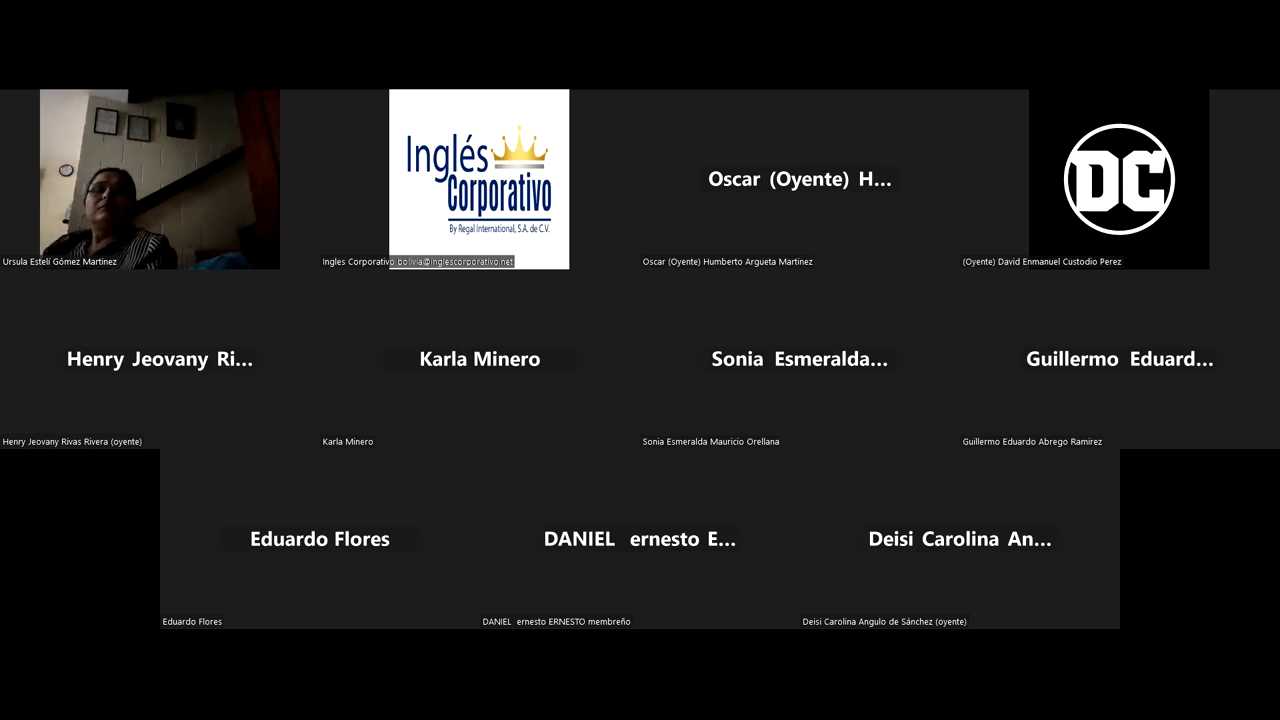 Inglés
Corporativo
By Regal International, S.A. de C.V.
Oscar (Oyente) H...
DC
Ursula Estelí Gómez Martinez
Ingles Corporativo bolivia@inglescorporativo.net
Oscar (Oyente) Humberto Argueta Martinez
(Oyente) David Enmanuel Custodio Perez
Henry Jeovany Ri...
Karla Minero
Sonia Esmeralda...
Guillermo Eduard...
Henry Jeovany Rivas Rivera (oyente)
Karla Minero
Sonia Esmeralda Mauricio Orellana
Guillermo Eduardo Abrego Ramirez
Eduardo Flores
DANIEL ernesto E...
Deisi Carolina An...
Eduardo Flores
DANIEL ernesto ERNESTO membreño
Deisi Carolina Angulo de Sánchez (oyente)